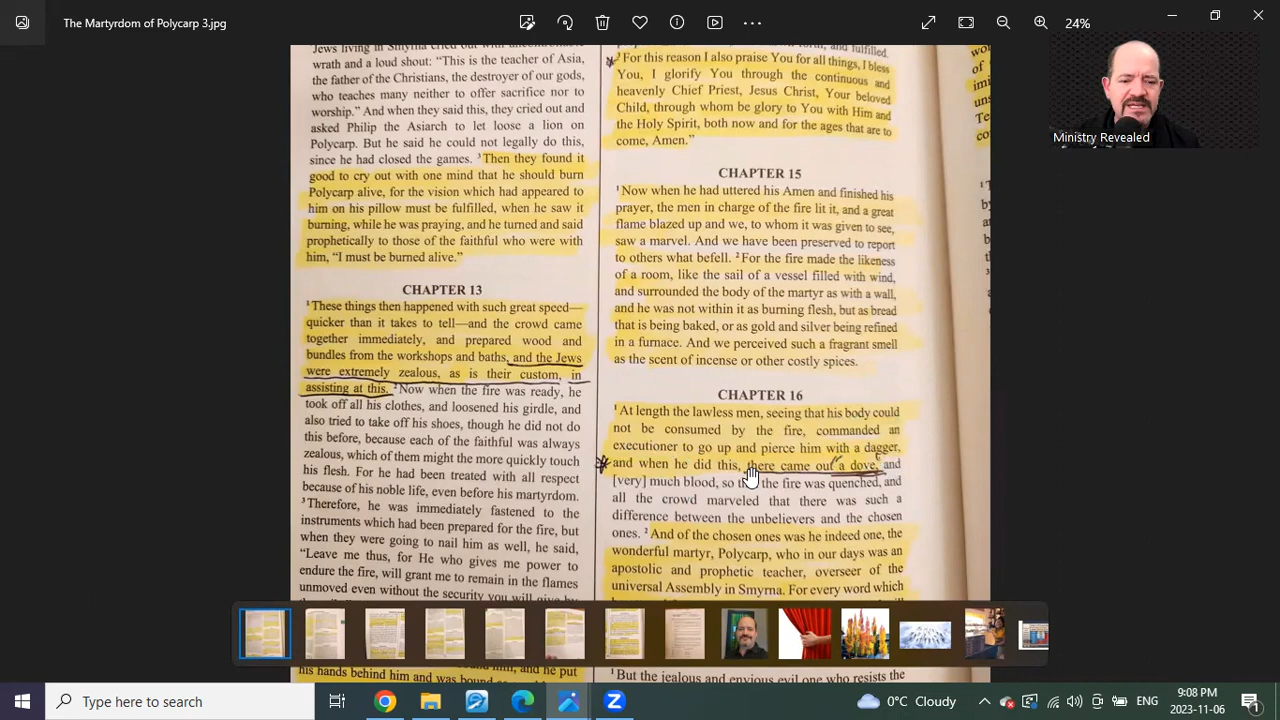 The Martyrdom of Polycarp 3.jpg
24%
Ministry Revealed
Jews living in Smyrna cried out with uncontrollable
wrath and a loud shout: “This is the teacher of Asia,
the father of the Christians, the destroyer of our gods,
who teaches many neither to offer sacrifice nor to
worship.” And when they said this, they cried out and
asked Philip the Asiarch to let loose a lion on
Polycarp. But he said he could not legally do this,
since he had closed the games. ³Then they found it
good to cry out with one mind that he should burn
Polycarp alive, for the vision which had appeared to
him on his pillow must be fulfilled, when he saw it
burning, while he was praying, and he turned and said
prophetically to those of the faithful who were with
him, “I must be burned alive.”
CHAPTER 13
¹These things then happened with such great speed—
quicker than it takes to tell—and the crowd came
together immediately, and prepared wood and
bundles from the workshops and baths, and the Jews
were extremely zealous, as is their custom, in
assisting at this. ²Now when the fire was ready, he
took off all his clothes, and loosened his girdle, and
also tried to take off his shoes, though he did not do
this before, because each of the faithful was always
zealous, which of them might the more quickly touch
his flesh. For he had been treated with all respect
because of his noble life, even before his martyrdom.
³Therefore, he was immediately fastened to the
instruments which had been prepared for the fire, but
when they were going to nail him as well, he said,
“Leave me thus, for He who gives me power to
endure the fire, will grant me to remain in the flames
unmoved even without the security you will give by
his hands behind him and was bound
and he put
and fulfilled.
²For this reason I also praise You for all things, I bless
You, I glorify You through the continuous and
heavenly Chief Priest, Jesus Christ, Your beloved
Child, through whom be glory to You with Him and
the Holy Spirit, both now and for the ages that are to
come, Amen.”
CHAPTER 15
¹Now when he had uttered his Amen and finished his
prayer, the men in charge of the fire lit it, and a great
flame blazed up and we, to whom it was given to see,
saw a marvel. And we have been preserved to report
to others what befell. ²For the fire made the likeness
of a room, like the sail of a vessel filled with wind,
and surrounded the body of the martyr as with a wall,
and he was not within it as burning flesh, but as bread
that is being baked, or as gold and silver being refined
in a furnace. And we perceived such a fragrant smell
as the scent of incense or other costly spices.
CHAPTER 16
¹At length the lawless men, seeing that his body could
not be consumed by the fire, commanded an
executioner to go up and pierce him with a dagger,
and when he did this, there came out a dove, and
[very] much blood, so that the fire was quenched, and
all the crowd marveled that there was such a
difference between the unbelievers and the chosen
ones. ²And of the chosen ones was he indeed one, the
wonderful martyr, Polycarp, who in our days was an
apostolic and prophetic teacher, overseer of the
universal Assembly in Smyrna. For every word which
¹But the jealous and envious evil one who resists the
Type here to search
0°C Cloudy
ENG
9:08 PM
2023-11-06
1